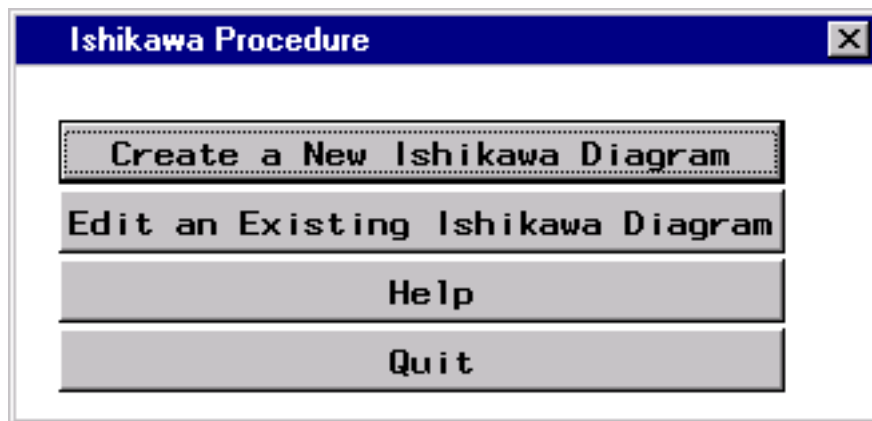 Ishikawa Procedure
Create a New Ishikawa Diagram
Edit an Existing Ishikawa Diagram
Help
Quit